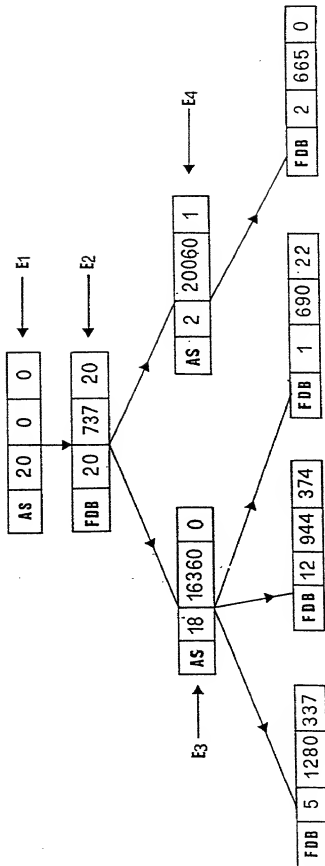 AS 20 0 0
E1
FDB 20 737 20
E2
AS 18 16360 0
E3
AS 2 20060 1
E4
FDB 5 1280 337
FDB 12 944 374
FDB 1 690 22
FDB 2 665 0